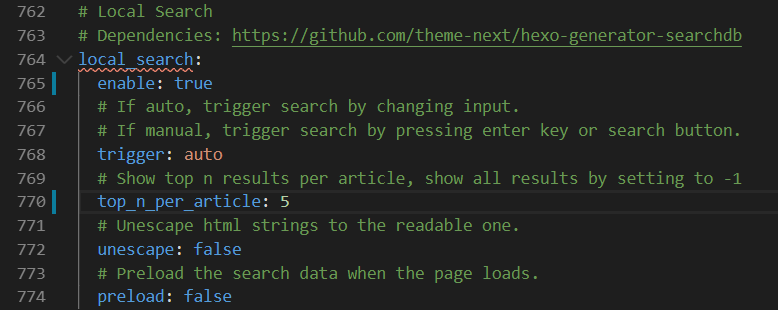 762 # Local Search
763 # Dependencies: https://github.com/theme-next/hexo-generator-searchdb
764 local_search:
765 enable: true
766 # If auto, trigger search by changing input.
767 # If manual, trigger search by pressing enter key or search button.
768 trigger: auto
769 # Show top n results per article, show all results by setting to -1
770 top_n_per_article: 5
771 # Unescape html strings to the readable one.
772 unescape: false
773 # Preload the search data when the page loads.
774 preload: false